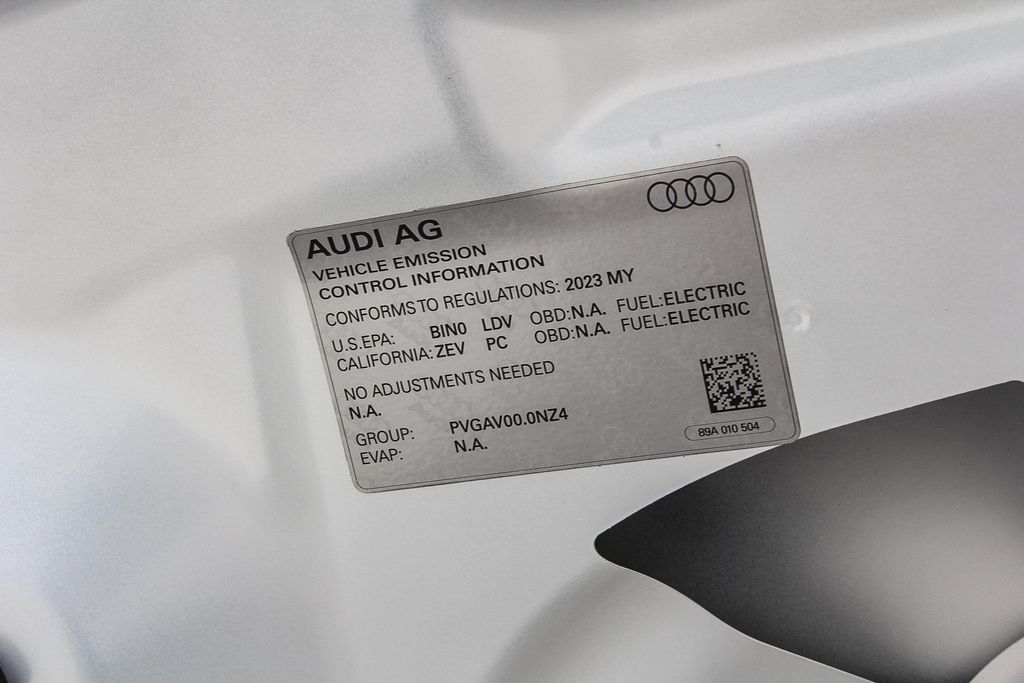 AUDI AG
VEHICLE EMISSION
CONTROL INFORMATION
CONFORMS TO REGULATIONS: 2023 MY
U.S.EPA: BIN0 LDV OBD:N.A. FUEL:ELECTRIC
CALIFORNIA: ZEV PC OBD:N.A. FUEL:ELECTRIC
NO ADJUSTMENTS NEEDED
N.A.
GROUP: PVGAV00.0NZ4
EVAP: N.A.
89A 010 504